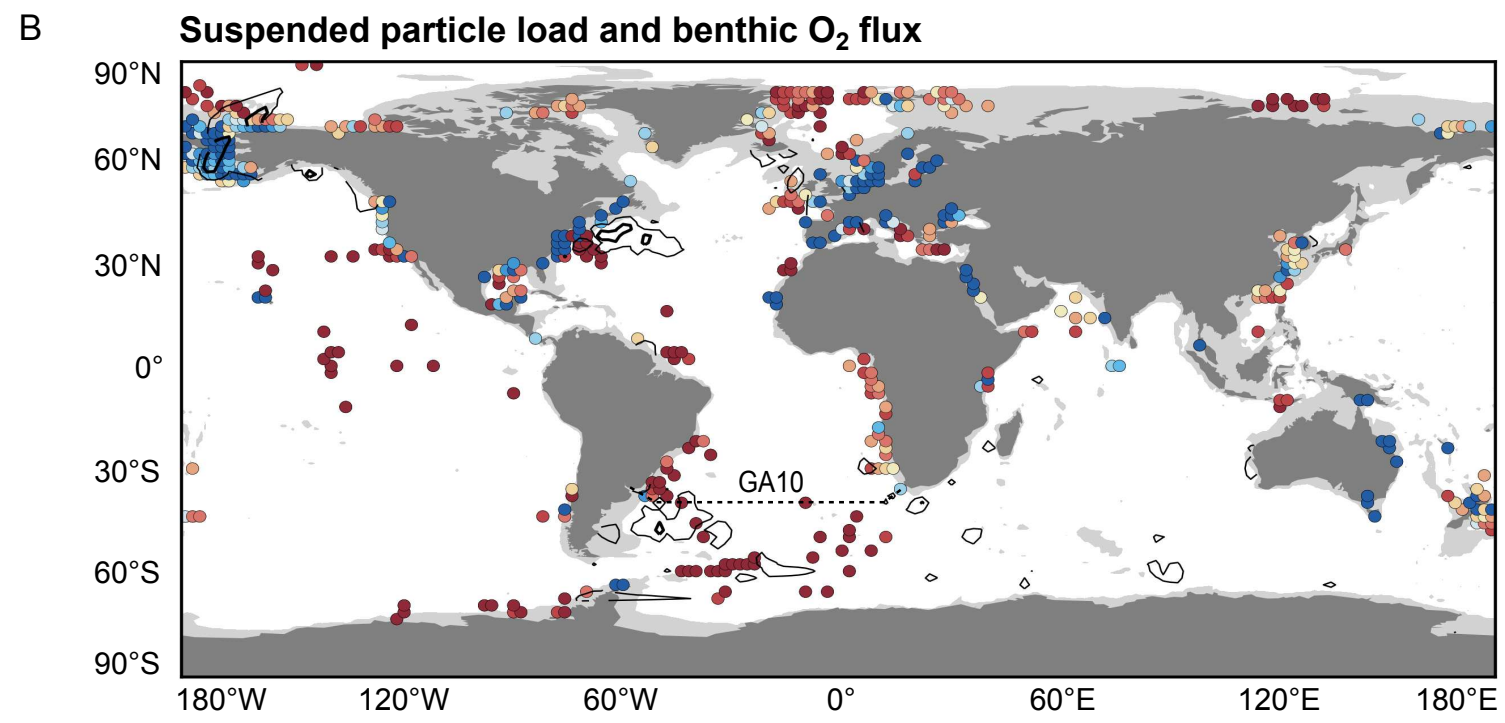 B
Suspended particle load and benthic O₂ flux
90°N
60°N
30°N
0°
30°S
60°S
90°S
GA10
180°W 120°W 60°W 0° 60°E 120°E 180°E